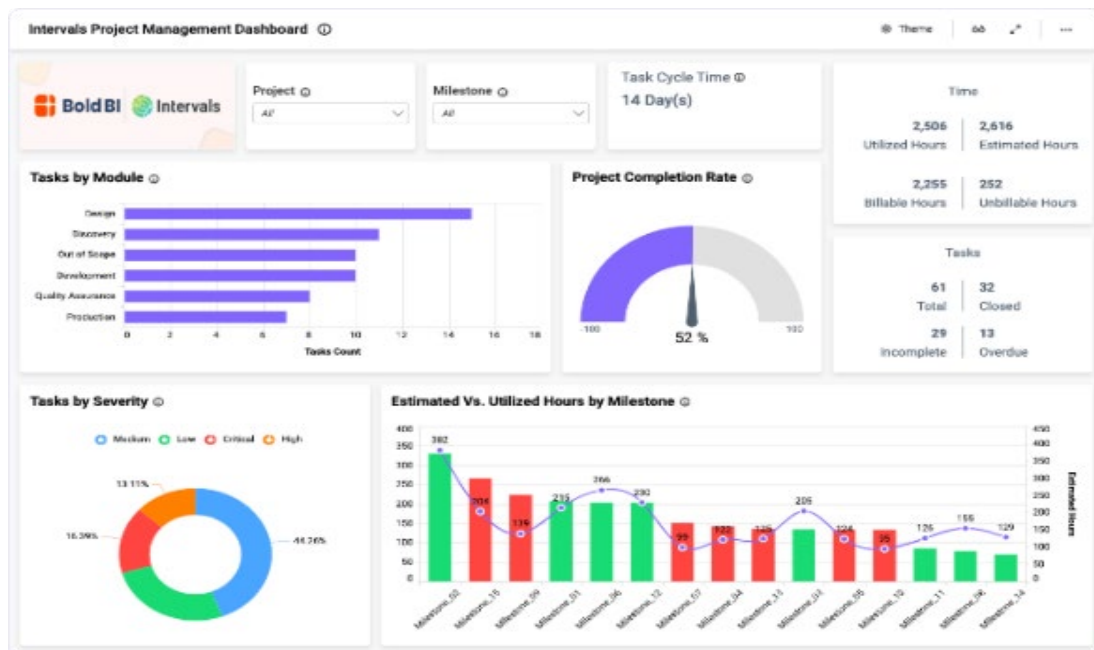 Intervals Project Management Dashboard
Theme
BoldBI
Intervals
Project
All
Milestone
All
Task Cycle Time
14 Day(s)
Time
2,506
Utilized Hours
2,616
Estimated Hours
2,255
Billable Hours
252
Unbillable Hours
Tasks by Module
Design
Discovery
Out of Scope
Development
Quality Assurance
Production
0 2 4 6 8 10 12 14 16 18
Tasks Count
Project Completion Rate
-100
100
52 %
Tasks
61
Total
32
Closed
29
Incomplete
13
Overdue
Tasks by Severity
Medium Low Critical High
13.11%
16.39%
44.26%
Estimated Vs. Utilized Hours by Milestone
400
350
300
250
200
150
100
50
0
382
204
139
215
266
230
99
122
125
205
124
95
126
155
129
450
400
350
300
250
200
150
100
50
0
Estimated Hours
Milestone_02
Milestone_15
Milestone_09
Milestone_01
Milestone_06
Milestone_12
Milestone_07
Milestone_04
Milestone_13
Milestone_03
Milestone_05
Milestone_10
Milestone_11
Milestone_08
Milestone_14